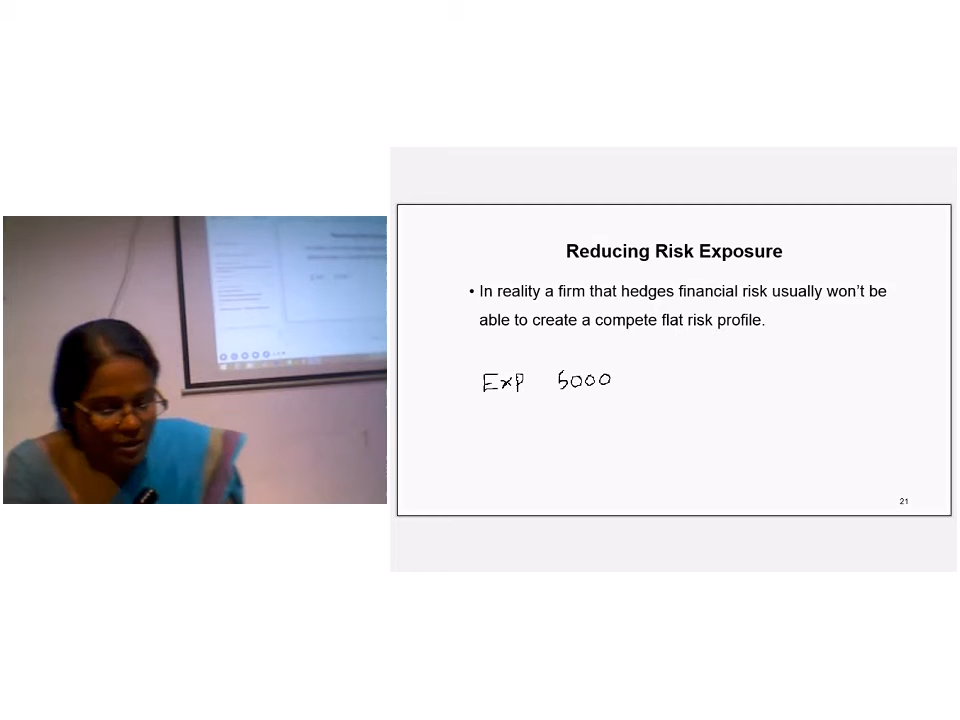 Reducing Risk Exposure
• In reality a firm that hedges financial risk usually won't be
able to create a compete flat risk profile.
Exp 5000
21